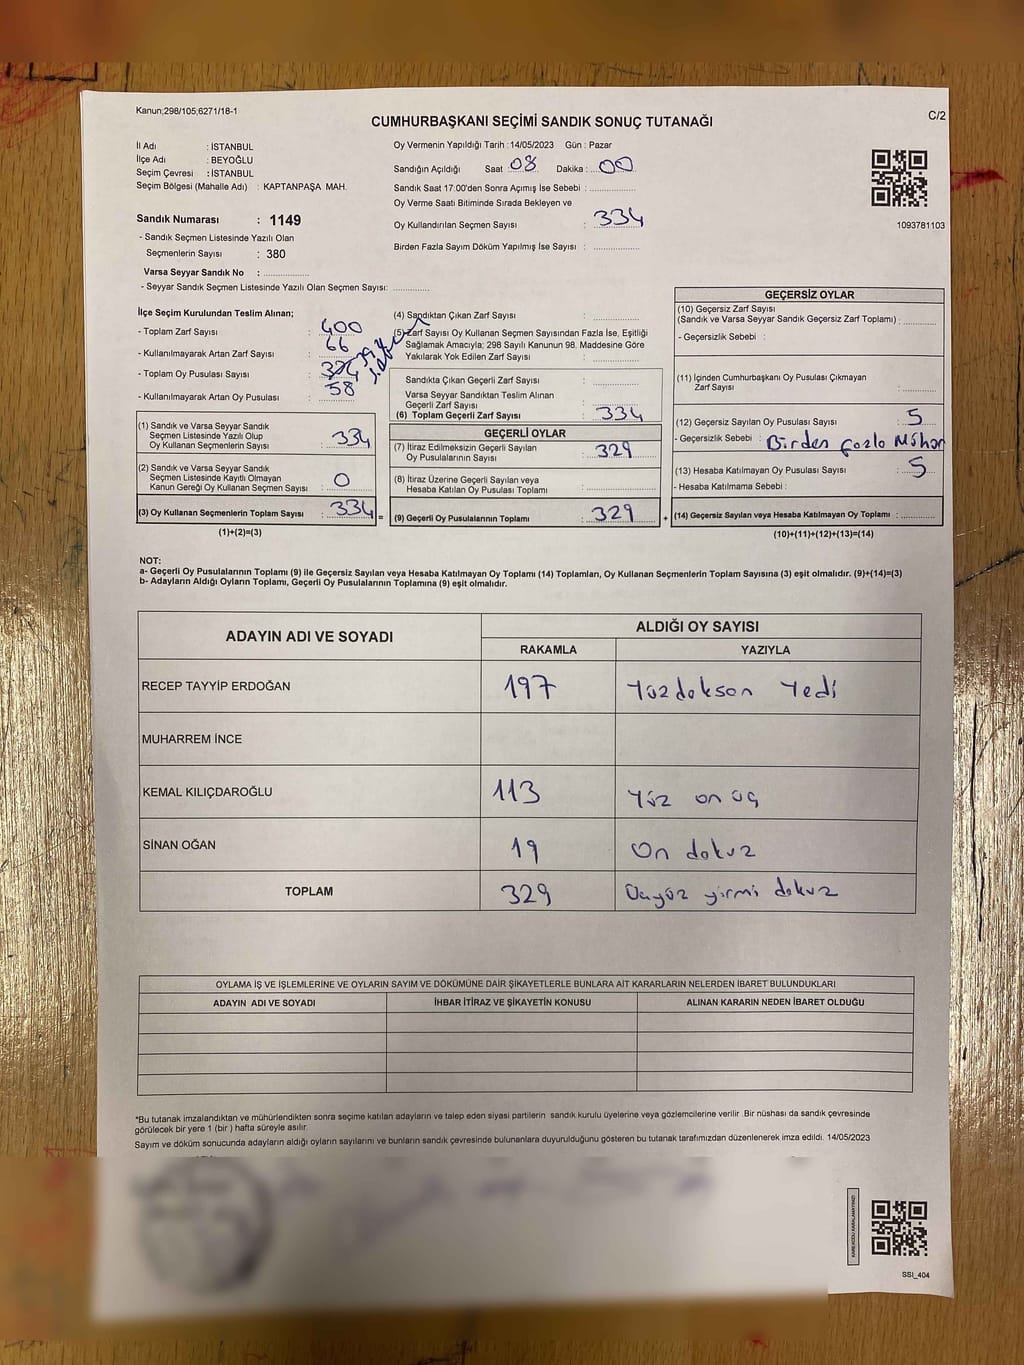 Kanun;298/105;6271/18-1
CUMHURBAŞKANI SEÇİMİ SANDIK SONUÇ TUTANAĞI
C/2
İl Adı : İSTANBUL
İlçe Adı : BEYOĞLU
Seçim Çevresi : İSTANBUL
Seçim Bölgesi (Mahalle Adı) : KAPTANPAŞA MAH.
Sandık Numarası : 1149
- Sandık Seçmen Listesinde Yazılı Olan
Seçmenlerin Sayısı : 380
Varsa Seyyar Sandık No : ..............
- Seyyar Sandık Seçmen Listesinde Yazılı Olan Seçmen Sayısı: ..............
Oy Vermenin Yapıldığı Tarih : 14/05/2023 Gün : Pazar
Sandığın Açıldığı Saat 08 Dakika : 00
Sandık Saat 17:00'den Sonra Açımış İse Sebebi : ..............
Oy Verme Saati Bitiminde Sırada Bekleyen ve
Oy Kullandırılan Seçmen Sayısı : 334
Birden Fazla Sayım Döküm Yapılmış İse Sayısı : ..............
1093781103
İlçe Seçim Kurulundan Teslim Alınan;
- Toplam Zarf Sayısı : 400
- Kullanılmayarak Artan Zarf Sayısı : 66
- Toplam Oy Pusulası Sayısı :
- Kullanılmayarak Artan Oy Pusulası : 58
(1) Sandık ve Varsa Seyyar Sandık
Seçmen Listesinde Yazılı Olup
Oy Kullanan Seçmenlerin Sayısı : 334
(2) Sandık ve Varsa Seyyar Sandık
Seçmen Listesinde Kayıtlı Olmayan
Kanun Gereği Oy Kullanan Seçmen Sayısı : 0
(3) Oy Kullanan Seçmenlerin Toplam Sayısı : 334 =
(1)+(2)=(3)
(4) Sandıktan Çıkan Zarf Sayısı : ..............
(5) Zarf Sayısı Oy Kullanan Seçmen Sayısından Fazla İse, Eşitliği
Sağlamak Amacıyla; 298 Sayılı Kanunun 98. Maddesine Göre
Yakılarak Yok Edilen Zarf Sayısı : ..............
Sandıkta Çıkan Geçerli Zarf Sayısı : ..............
Varsa Seyyar Sandıktan Teslim Alınan
Geçerli Zarf Sayısı : ..............
(6) Toplam Geçerli Zarf Sayısı : 334
GEÇERLİ OYLAR
(7) İtiraz Edilmeksizin Geçerli Sayılan
Oy Pusulalarının Sayısı : 329
(8) İtiraz Üzerine Geçerli Sayılan veya
Hesaba Katılan Oy Pusulası Toplamı : ..............
(9) Geçerli Oy Pusulalarının Toplamı : 329 +
GEÇERSİZ OYLAR
(10) Geçersiz Zarf Sayısı
(Sandık ve Varsa Seyyar Sandık Geçersiz Zarf Toplamı) : ..............
- Geçersizlik Sebebi :
(11) İçinden Cumhurbaşkanı Oy Pusulası Çıkmayan
Zarf Sayısı : ..............
(12) Geçersiz Sayılan Oy Pusulası Sayısı : 5
- Geçersizlik Sebebi : Birden fazla Mühür
(13) Hesaba Katılmayan Oy Pusulası Sayısı : 5
- Hesaba Katılmama Sebebi :
(14) Geçersiz Sayılan veya Hesaba Katılmayan Oy Toplamı : ..............
(10)+(11)+(12)+(13)=(14)
NOT:
a- Geçerli Oy Pusulalarının Toplamı (9) ile Geçersiz Sayılan veya Hesaba Katılmayan Oy Toplamı (14) Toplamları, Oy Kullanan Seçmenlerin Toplam Sayısına (3) eşit olmalıdır. (9)+(14)=(3)
b- Adayların Aldığı Oyların Toplamı, Geçerli Oy Pusulalarının Toplamına (9) eşit olmalıdır.
ADAYIN ADI VE SOYADI
ALDIĞI OY SAYISI
RAKAMLA YAZIYLA
RECEP TAYYİP ERDOĞAN 197 Yüzdokson Yedi
MUHARREM İNCE
KEMAL KILIÇDAROĞLU 113 Yüz on üç
SİNAN OĞAN 19 On dokuz
TOPLAM 329 Üçyüz yirmi dokuz
OYLAMA İŞ VE İŞLEMLERİNE VE OYLARIN SAYIM VE DÖKÜMÜNE DAİR ŞİKAYETLERLE BUNLARA AİT KARARLARIN NELERDEN İBARET BULUNDUKLARI
ADAYIN ADI VE SOYADI İHBAR İTİRAZ VE ŞİKAYETİN KONUSU ALINAN KARARIN NEDEN İBARET OLDUĞU
*Bu tutanak imzalandıktan ve mühürlendikten sonra seçime katılan adayların ve talep eden siyasi partilerin sandık kurulu üyelerine veya gözlemcilerine verilir .Bir nüshası da sandık çevresinde
görülecek bir yere 1 (bir ) hafta süreyle asılır.
Sayım ve döküm sonucunda adayların aldığı oyların sayılarını ve bunların sandık çevresinde bulunanlara duyurulduğunu gösteren bu tutanak tarafımızdan düzenlenerek imza edildi. 14/05/2023
KAREKODU KARALAMAYINIZ!
SSI_404